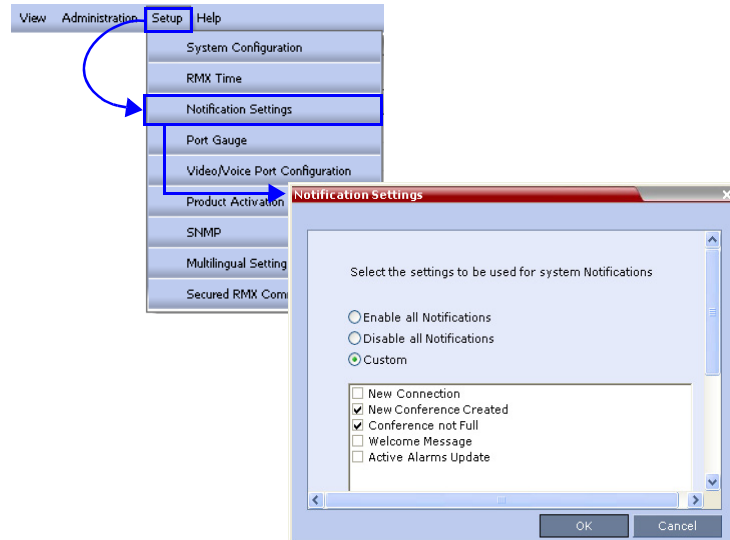 View Administration Setup Help
System Configuration
RMX Time
Notification Settings
Port Gauge
Video/Voice Port Configuration
Product Activation
SNMP
Multilingual Setting
Secured RMX Com
Notification Settings
Select the settings to be used for system Notifications
Enable all Notifications
Disable all Notifications
Custom
New Connection
New Conference Created
Conference not Full
Welcome Message
Active Alarms Update
OK Cancel